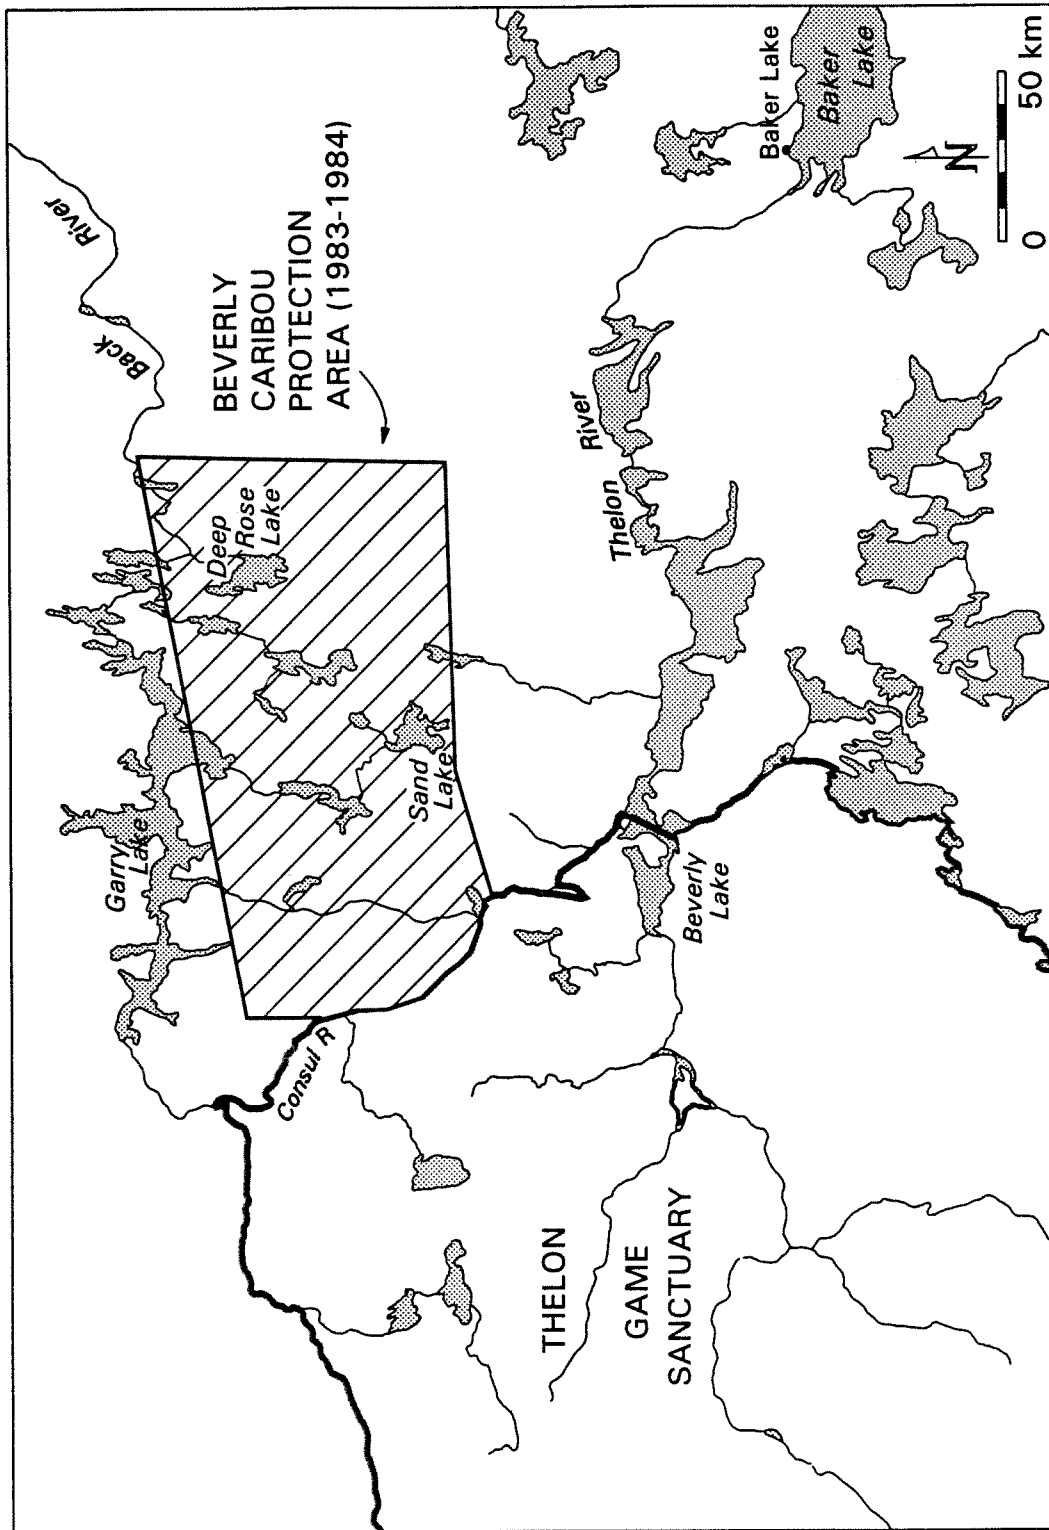 Back
River
BEVERLY
CARIBOU
PROTECTION
AREA (1983-1984)
Garry
Lake
Deep
Rose
Lake
Sand
Lake
Consul R
Thelon
River
Baker Lake
Baker
Lake
Beverly
Lake
THELON
GAME
SANCTUARY
N
0 50 km